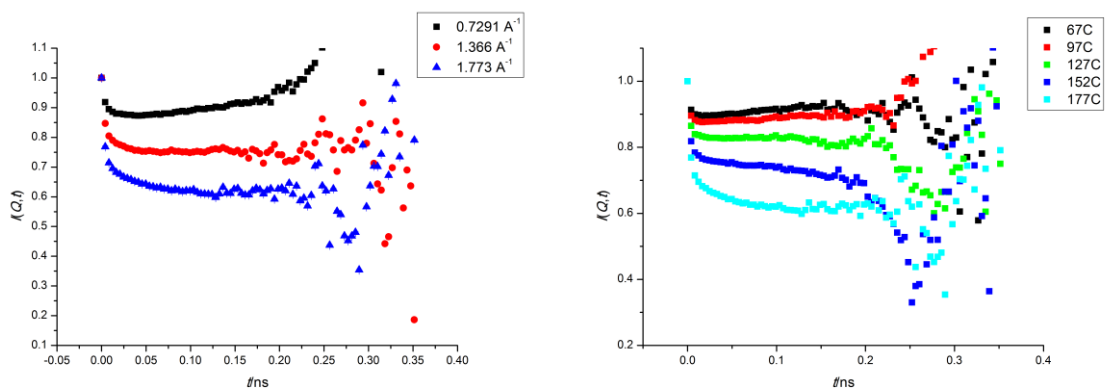 0.7291 A⁻¹
1.366 A⁻¹
1.773 A⁻¹
1.1
1.0
0.9
0.8
0.7
0.6
0.5
0.4
0.3
0.2
0.1
I(Q,t)
-0.05
0.00
0.05
0.10
0.15
0.20
0.25
0.30
0.35
0.40
t/ns
67C
97C
127C
152C
177C
1.0
0.8
0.6
0.4
0.2
I(Q,t)
0.0
0.1
0.2
0.3
0.4
t/ns